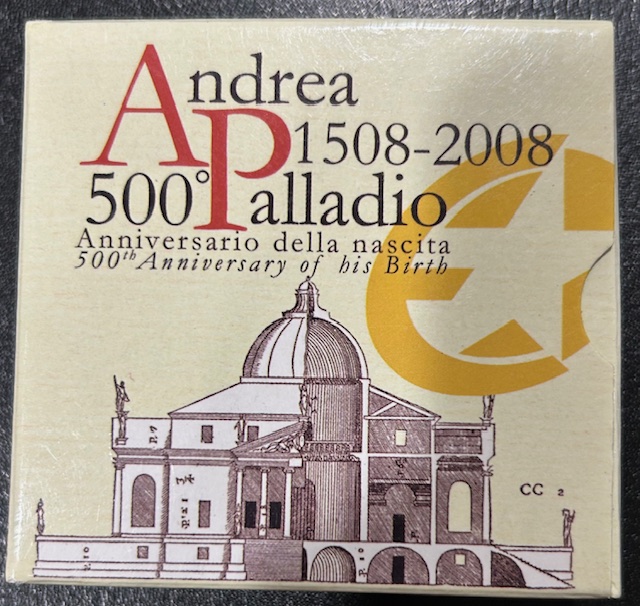 Andrea
1508-2008
500° Palladio
Anniversario della nascita
500th Anniversary of his Birth
CC 2